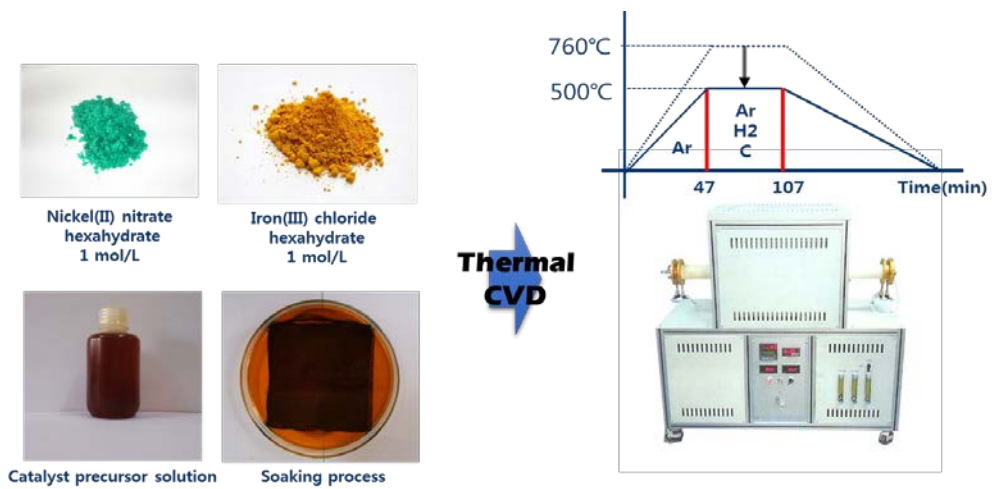 Nickel(II) nitrate
hexahydrate
1 mol/L
Iron(III) chloride
hexahydrate
1 mol/L
Catalyst precursor solution
Soaking process
Thermal
CVD
760℃
500℃
Ar
Ar
H2
C
47
107
Time(min)